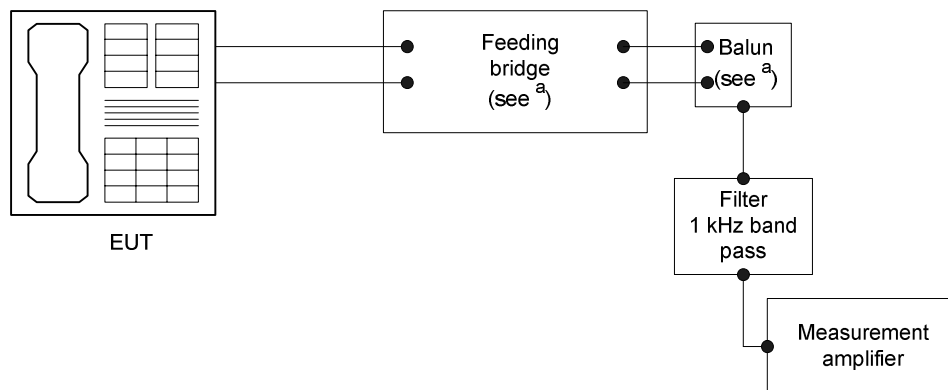 Feeding
bridge
(see a)
Balun
(see a)
EUT
Filter
1 kHz band
pass
Measurement
amplifier